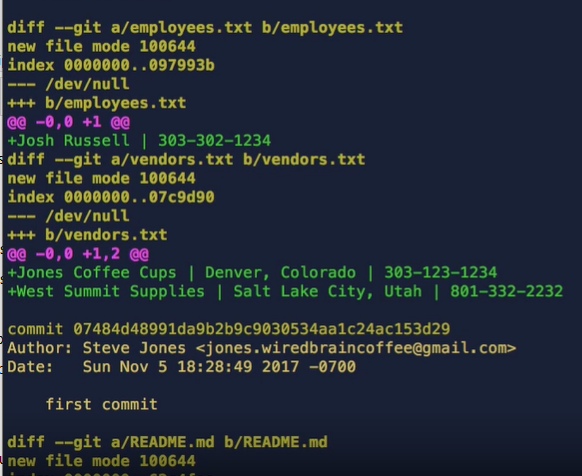 diff --git a/employees.txt b/employees.txt
new file mode 100644
index 0000000..097993b
--- /dev/null
+++ b/employees.txt
@@ -0,0 +1 @@
+Josh Russell | 303-302-1234
diff --git a/vendors.txt b/vendors.txt
new file mode 100644
index 0000000..07c9d90
--- /dev/null
+++ b/vendors.txt
@@ -0,0 +1,2 @@
+Jones Coffee Cups | Denver, Colorado | 303-123-1234
+West Summit Supplies | Salt Lake City, Utah | 801-332-2232
commit 07484d48991da9b2b9c9030534aa1c24ac153d29
Author: Steve Jones <jones.wiredbraincoffee@gmail.com>
Date:   Sun Nov 5 18:28:49 2017 -0700
first commit
diff --git a/README.md b/README.md
new file mode 100644